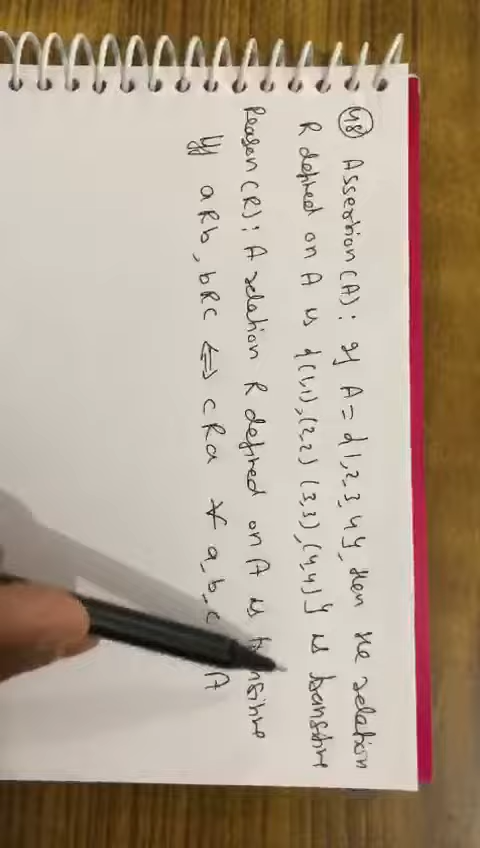 48 Assertion (A): If A = {1,2,3,4}, then the relation
R defined on A is {(1,1),(2,2) (3,3),(4,4)} is transitive
Reason (R): A relation R defined on A is
If aRb, bRc ⇔ cRa ∀ a,b,c A